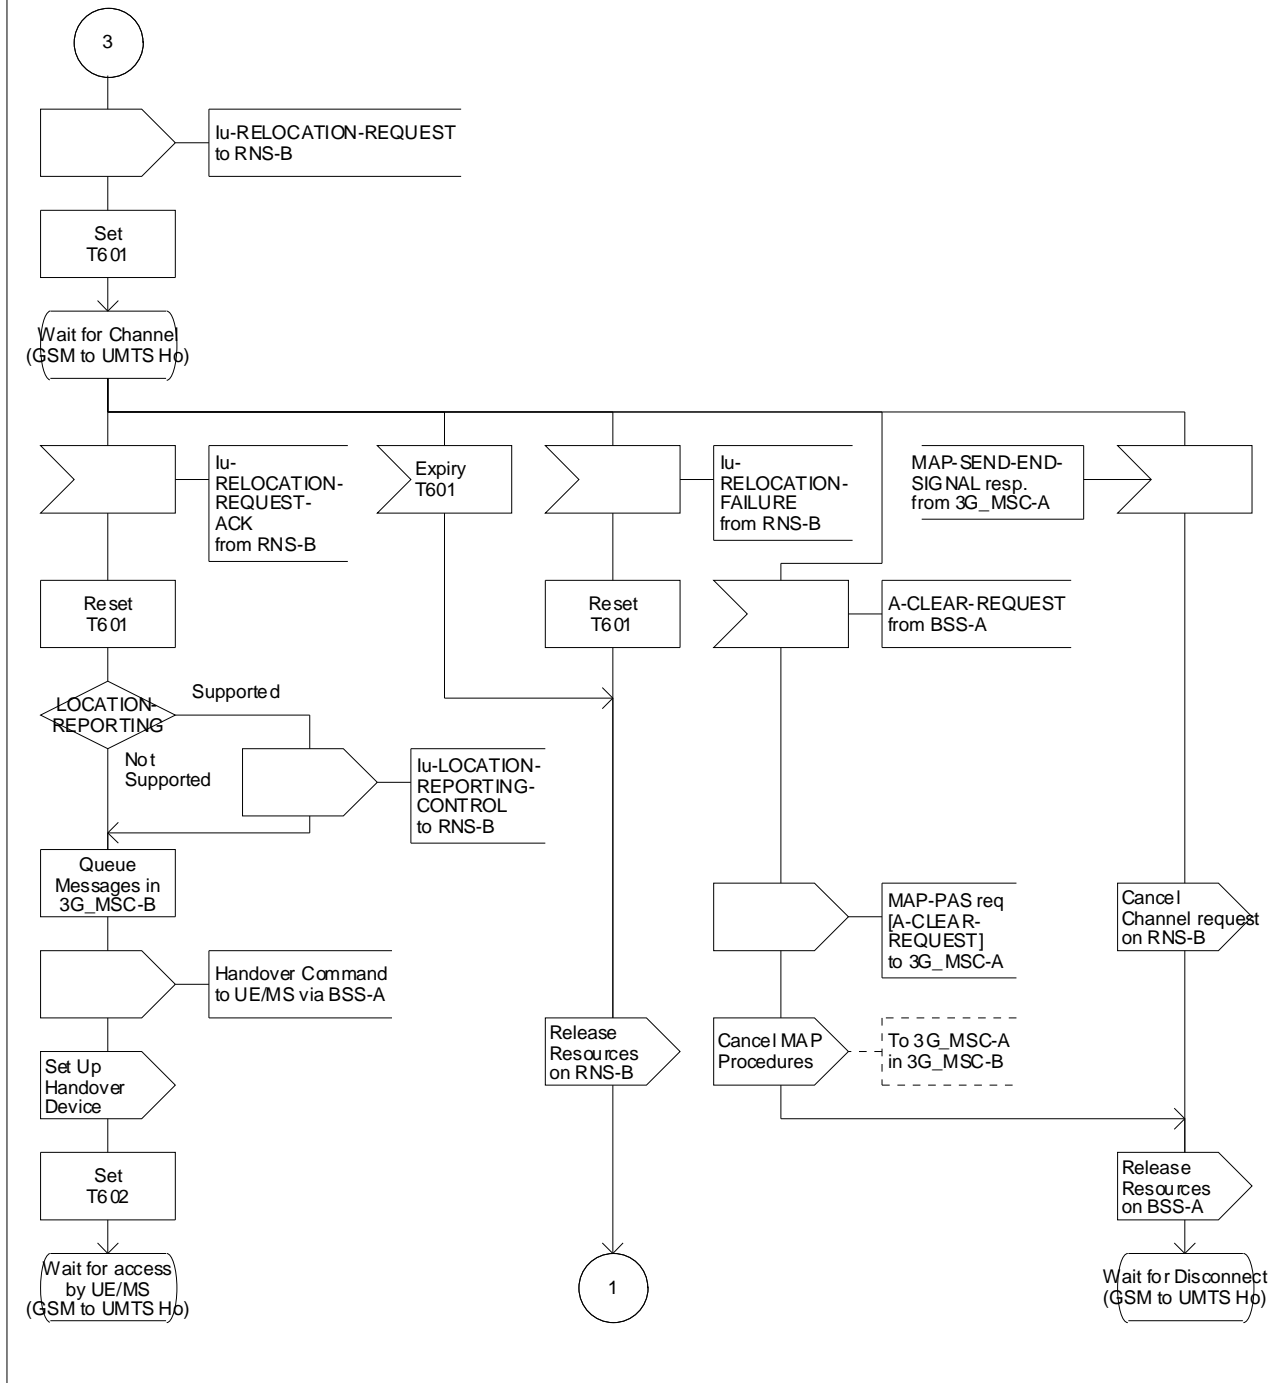 3
Iu-RELOCATION-REQUEST
to RNS-B
Set
T601
Wait for Channel
(GSM to UMTS Ho)
Iu-
RELOCATION-
REQUEST-
ACK
from RNS-B
Expiry
T601
Iu-
RELOCATION-
FAILURE
from RNS-B
MAP-SEND-END-
SIGNAL resp.
from 3G_MSC-A
Reset
T601
Reset
T601
A-CLEAR-REQUEST
from BSS-A
LOCATION-
REPORTING
Supported
Not
Supported
Iu-LOCATION-
REPORTING-
CONTROL
to RNS-B
Queue
Messages in
3G_MSC-B
MAP-PAS req
[A-CLEAR-
REQUEST]
to 3G_MSC-A
Cancel
Channel request
on RNS-B
Handover Command
to UE/MS via BSS-A
Release
Resources
on RNS-B
Cancel MAP
Procedures
To 3G_MSC-A
in 3G_MSC-B
Set Up
Handover
Device
Set
T602
Release
Resources
on BSS-A
Wait for access
by UE/MS
(GSM to UMTS Ho)
1
Wait for Disconnect
(GSM to UMTS Ho)